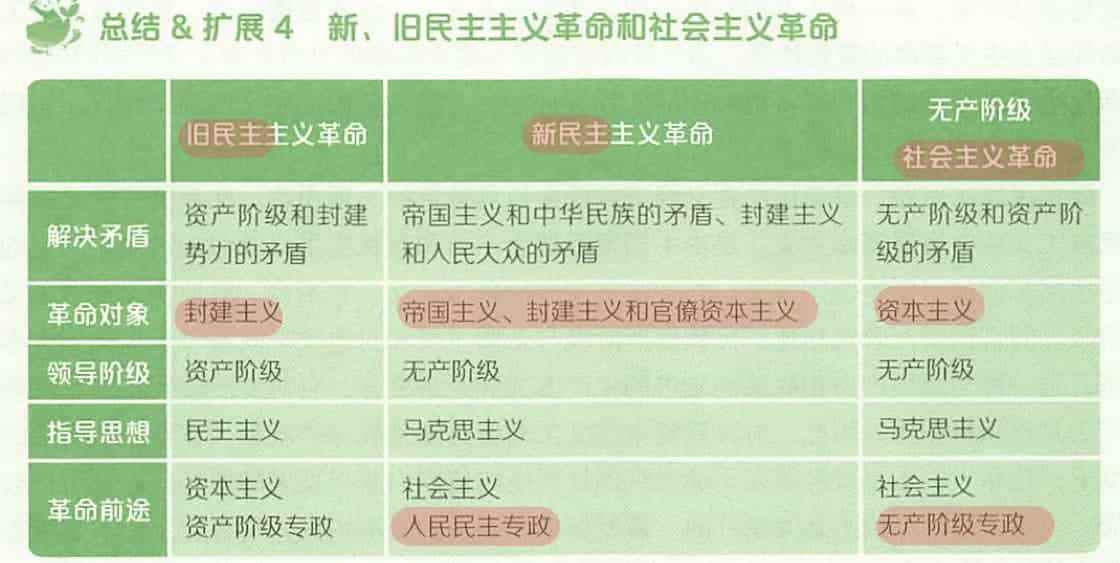 总结 & 扩展 4 新、旧民主主义革命和社会主义革命
旧民主主义革命 新民主主义革命 无产阶级
社会主义革命
解决矛盾 资产阶级和封建 帝国主义和中华民族的矛盾、封建主义 无产阶级和资产阶
势力的矛盾 和人民大众的矛盾 级的矛盾
革命对象 封建主义 帝国主义、封建主义和官僚资本主义 资本主义
领导阶级 资产阶级 无产阶级 无产阶级
指导思想 民主主义 马克思主义 马克思主义
革命前途 资本主义 社会主义 社会主义
资产阶级专政 人民民主专政 无产阶级专政